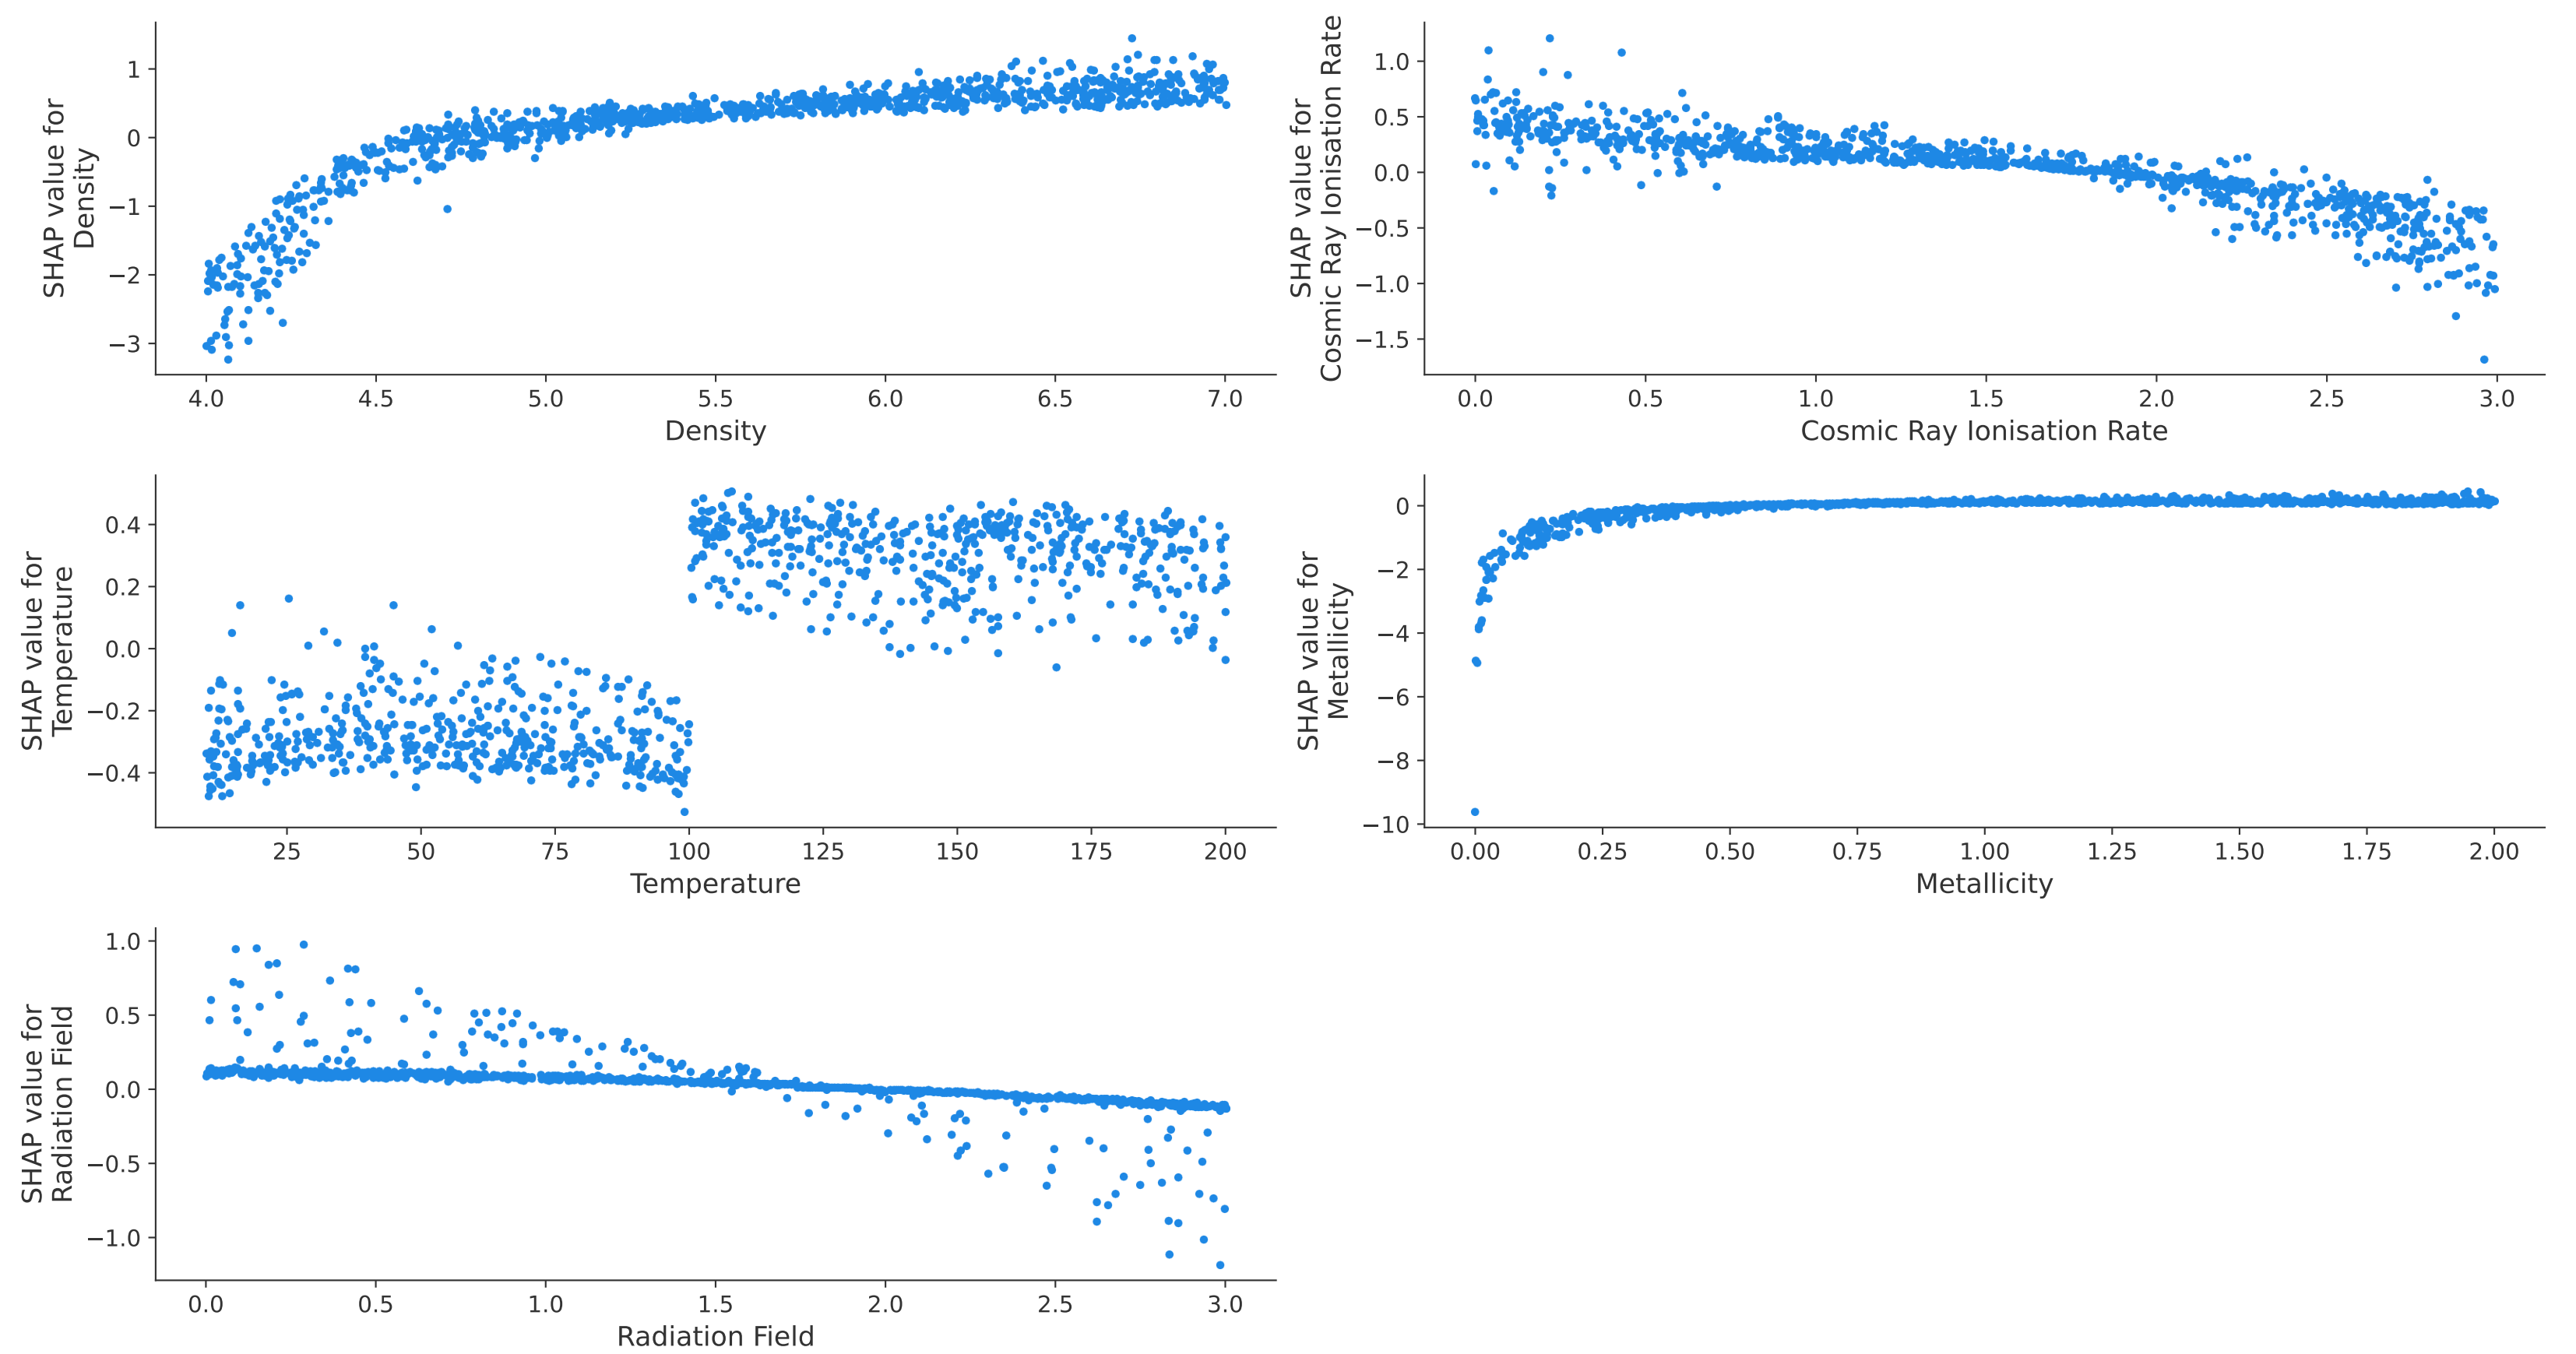 SHAP value for
Density
1
0
−1
−2
−3
4.0 4.5 5.0 5.5 6.0 6.5 7.0
Density
SHAP value for
Cosmic Ray Ionisation Rate
1.0
0.5
0.0
−0.5
−1.0
−1.5
0.0 0.5 1.0 1.5 2.0 2.5 3.0
Cosmic Ray Ionisation Rate
SHAP value for
Temperature
0.4
0.2
0.0
−0.2
−0.4
25 50 75 100 125 150 175 200
Temperature
SHAP value for
Metallicity
0
−2
−4
−6
−8
−10
0.00 0.25 0.50 0.75 1.00 1.25 1.50 1.75 2.00
Metallicity
SHAP value for
Radiation Field
1.0
0.5
0.0
−0.5
−1.0
0.0 0.5 1.0 1.5 2.0 2.5 3.0
Radiation Field